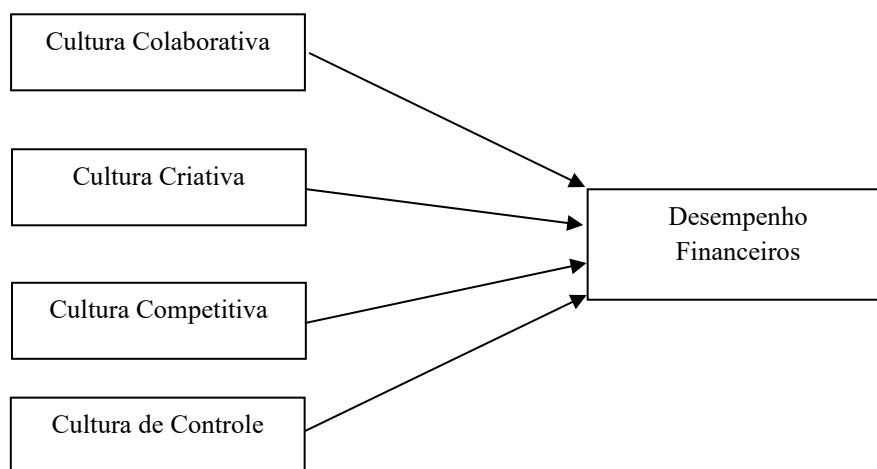 Cultura Colaborativa
Cultura Criativa
Desempenho
Financeiros
Cultura Competitiva
Cultura de Controle